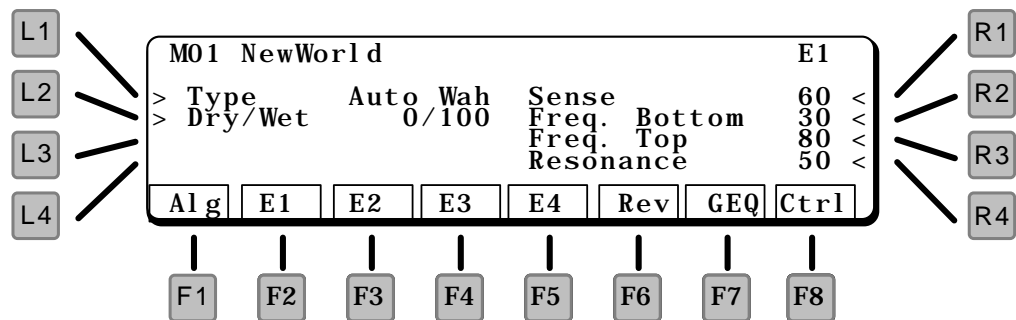 L1
L2
L3
L4
M01 NewWorld E1
> Type Auto Wah Sense 60 <
> Dry/Wet 0/100 Freq. Bottom 30 <
Freq. Top 80 <
Resonance 50 <
Alg E1 E2 E3 E4 Rev GEQ Ctrl
R1
R2
R3
R4
F1 F2 F3 F4 F5 F6 F7 F8